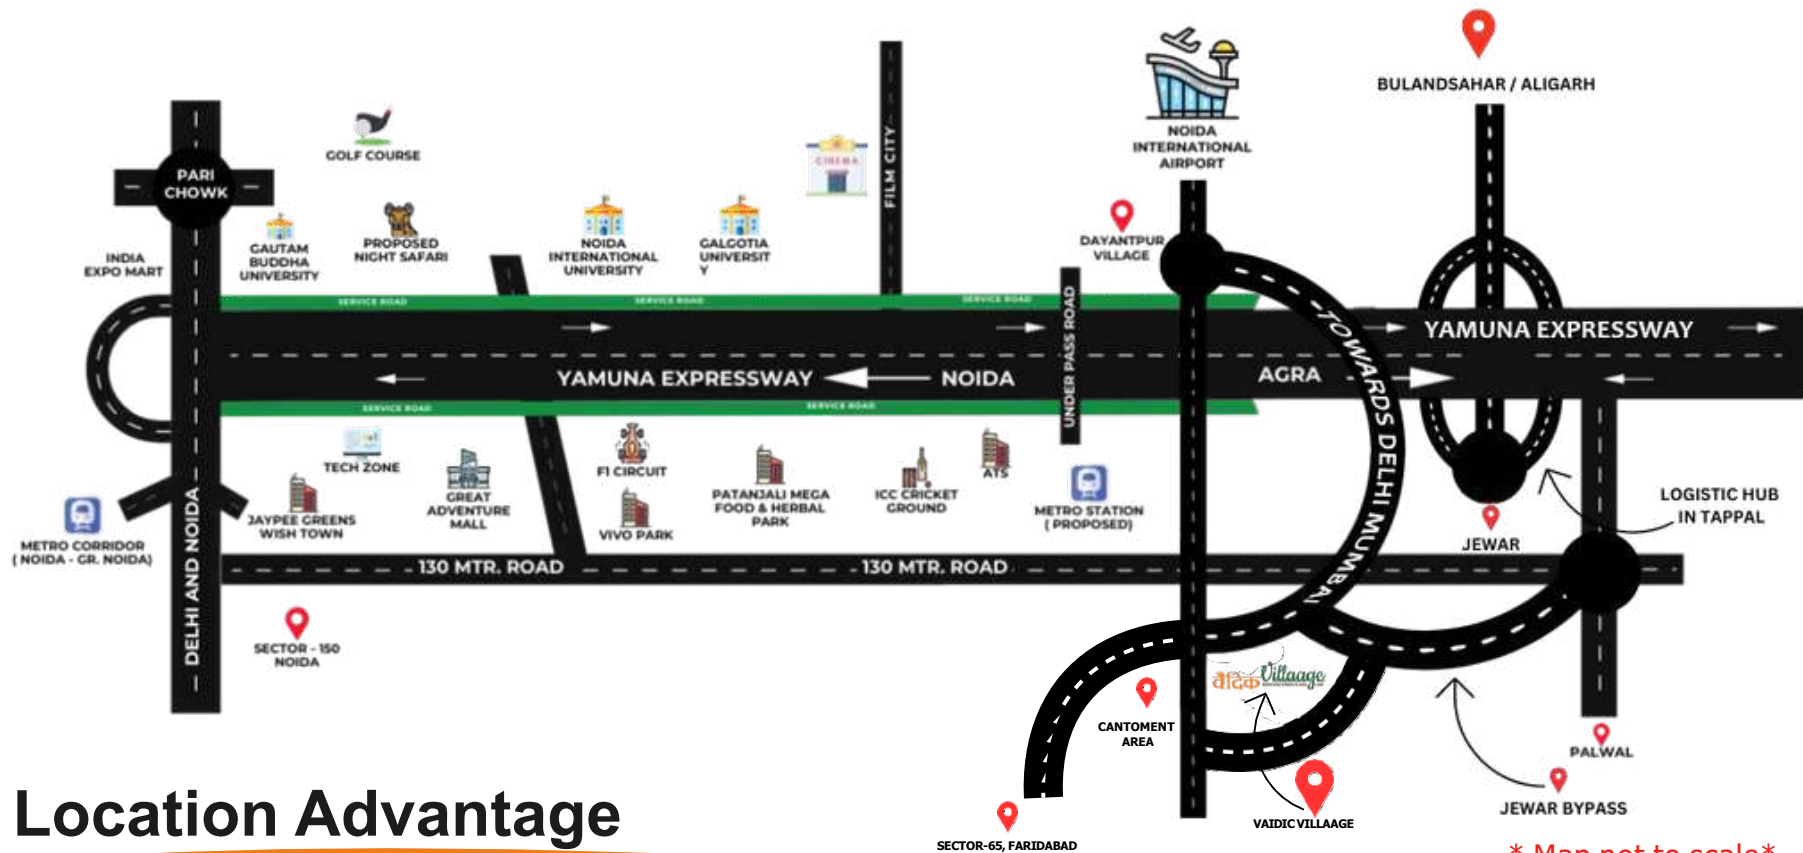 BULANDSAHAR / ALIGARH
NOIDA
INTERNATIONAL
AIRPORT
GOLF COURSE
CINEMA
FILM CITY
PARI
CHOWK
INDIA
EXPO MART
GAUTAM
BUDDHA
UNIVERSITY
PROPOSED
NIGHT SAFARI
NOIDA
INTERNATIONAL
UNIVERSITY
GALGOTIA
UNIVERSIT
Y
DAYANTPUR
VILLAGE
SERVICE ROAD
SERVICE ROAD
SERVICE ROAD
UNDER PASS ROAD
TOWARDS DELHI MUMBAI
YAMUNA EXPRESSWAY
YAMUNA EXPRESSWAY
NOIDA
AGRA
SERVICE ROAD
SERVICE ROAD
TECH ZONE
JAYPEE GREENS
WISH TOWN
GREAT
ADVENTURE
MALL
F1 CIRCUIT
VIVO PARK
PATANJALI MEGA
FOOD & HERBAL
PARK
ICC CRICKET
GROUND
ATS
METRO STATION
( PROPOSED)
LOGISTIC HUB
IN TAPPAL
JEWAR
METRO CORRIDOR
( NOIDA - GR. NOIDA)
DELHI AND NOIDA
130 MTR. ROAD
130 MTR. ROAD
SECTOR - 150
NOIDA
वैदिक Villaage
CANTOMENT
AREA
PALWAL
JEWAR BYPASS
VAIDIC VILLAAGE
SECTOR-65, FARIDABAD
Location Advantage
* Map not to scale*